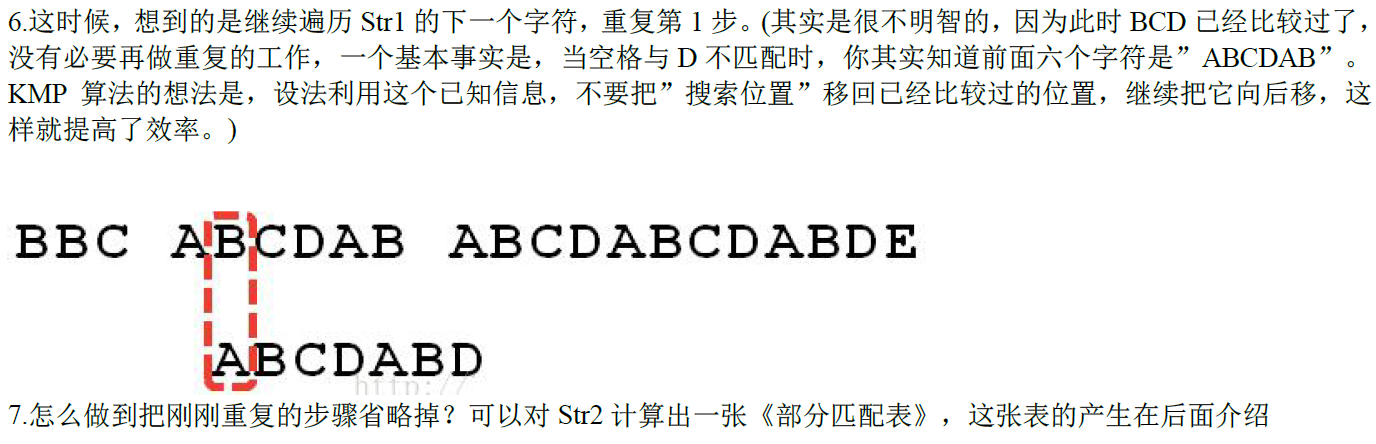 6.这时候，想到的是继续遍历 Str1 的下一个字符，重复第 1 步。(其实是很不明智的，因为此时 BCD 已经比较过了，
没有必要再做重复的工作，一个基本事实是，当空格与 D 不匹配时，你其实知道前面六个字符是”ABCDAB”。
KMP 算法的想法是，设法利用这个已知信息，不要把”搜索位置”移回已经比较过的位置，继续把它向后移，这
样就提高了效率。)
BBC ABCDAB ABCDABCDABDE
ABCDABD
http://
7.怎么做到把刚刚重复的步骤省略掉？可以对 Str2 计算出一张《部分匹配表》，这张表的产生在后面介绍